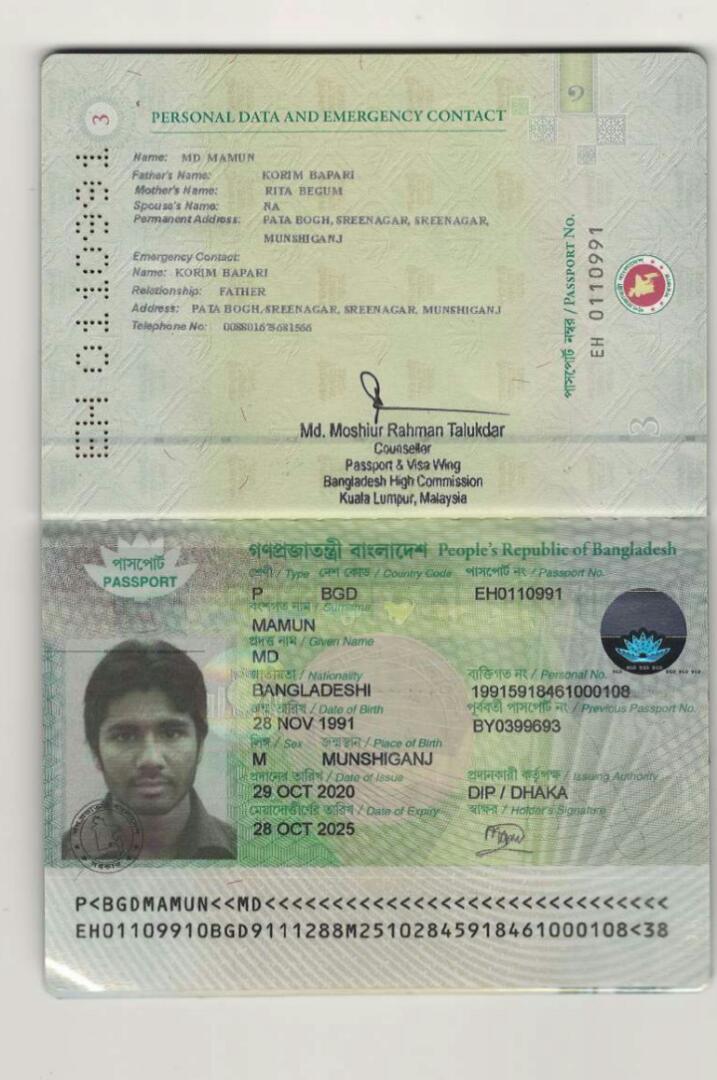 3
PERSONAL DATA AND EMERGENCY CONTACT
Name: MD MAMUN
Father's Name: KORIM BAPARI
Mother's Name: RITA BEGUM
Spouse's Name: NA
Permanent Address: PATA BOGH, SREENAGAR, SREENAGAR,
MUNSHIGANJ
Emergency Contact:
Name: KORIM BAPARI
Relationship: FATHER
Address: PATA BOGH, SREENAGAR, SREENAGAR, MUNSHIGANJ
Telephone No:
EH 0110991
পাসপোর্ট নম্বর / PASSPORT No.
EH 0110991
3
Md. Moshiur Rahman Talukdar
Counsellor
Passport & Visa Wing
Bangladesh High Commission
Kuala Lumpur, Malaysia
গণপ্রজাতন্ত্রী বাংলাদেশ People's Republic of Bangladesh
পাসপোর্ট
PASSPORT
শ্রেণী / Type দেশ কোড / Country Code পাসপোর্ট নং / Passport No.
P BGD EH0110991
বংশগত নাম / Surname
MAMUN
প্রদত্ত নাম / Given Name
MD
জাতীয়তা / Nationality ব্যক্তিগত নং / Personal No.
BANGLADESHI 19915918461000108
জন্ম তারিখ / Date of Birth পূর্ববর্তী পাসপোর্ট নং / Previous Passport No.
28 NOV 1991 BY0399693
লিঙ্গ / Sex জন্মস্থান / Place of Birth
M MUNSHIGANJ
প্রদানের তারিখ / Date of Issue প্রদানকারী কর্তৃপক্ষ / Issuing Authority
29 OCT 2020 DIP / DHAKA
মেয়াদোত্তীর্ণের তারিখ / Date of Expiry স্বাক্ষর / Holder's Signature
28 OCT 2025
P<BGDMAMUN<<MD<<<<<<<<<<<<<<<<<<<<<<<<<<<<<<
EH01109910BGD9111288M25102845918461000108<38